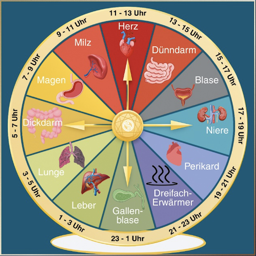 11 - 13 Uhr
Herz
13 - 15 Uhr
Dünndarm
15 - 17 Uhr
Blase
17 - 19 Uhr
Niere
19 - 21 Uhr
Perikard
21 - 23 Uhr
Dreifach-
Erwärmer
23 - 1 Uhr
Gallen-
blase
1 - 3 Uhr
Leber
3 - 5 Uhr
Lunge
5 - 7 Uhr
Dickdarm
7 - 9 Uhr
Magen
9 - 11 Uhr
Milz